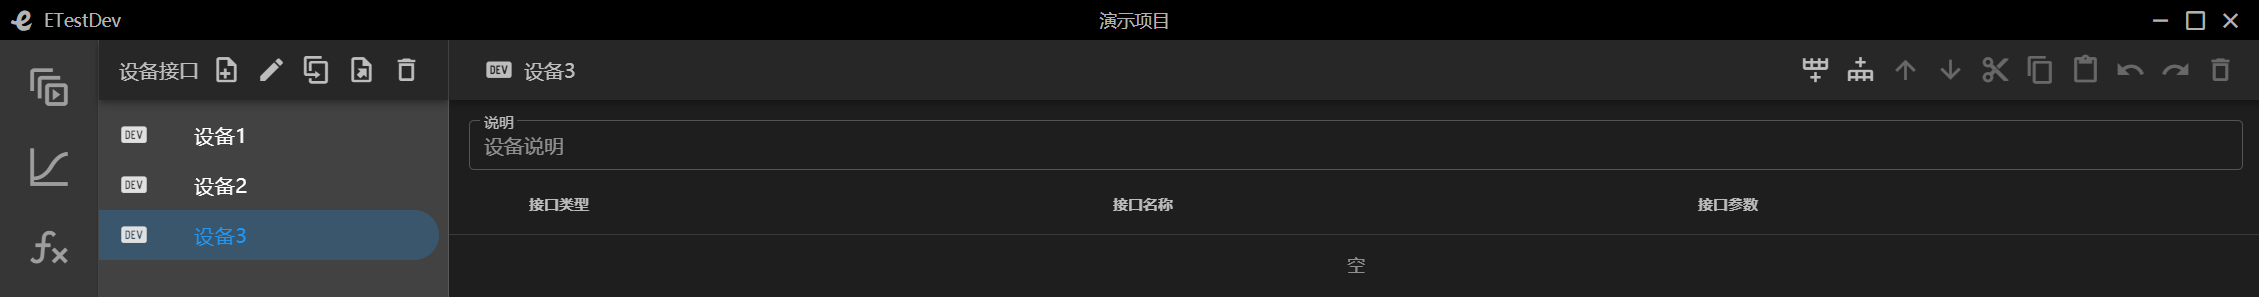 ETestDev
演示项目
设备接口
DEV 设备3
DEV 设备1
DEV 设备2
DEV 设备3
说明
设备说明
接口类型 接口名称 接口参数
空